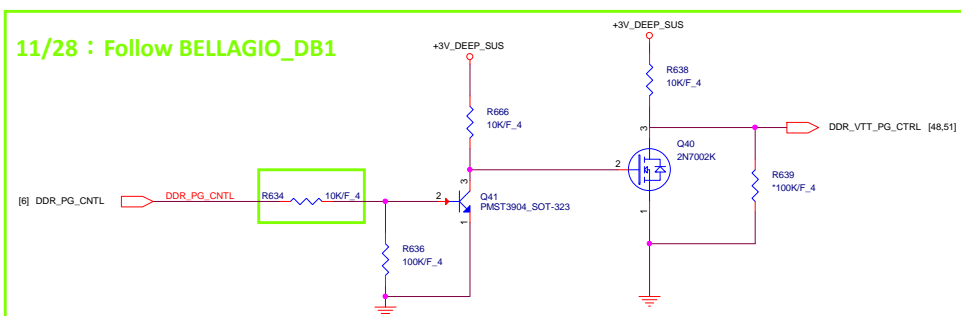 11/28：Follow BELLAGIO_DB1
+3V_DEEP_SUS
+3V_DEEP_SUS
R638
10K/F_4
R666
10K/F_4
3
DDR_VTT_PG_CTRL [48,51]
Q40
2N7002K
2
R639
*100K/F_4
[6] DDR_PG_CNTL
DDR_PG_CNTL
R634
10K/F_4
2
3
Q41
PMST3904_SOT-323
1
1
R636
100K/F_4